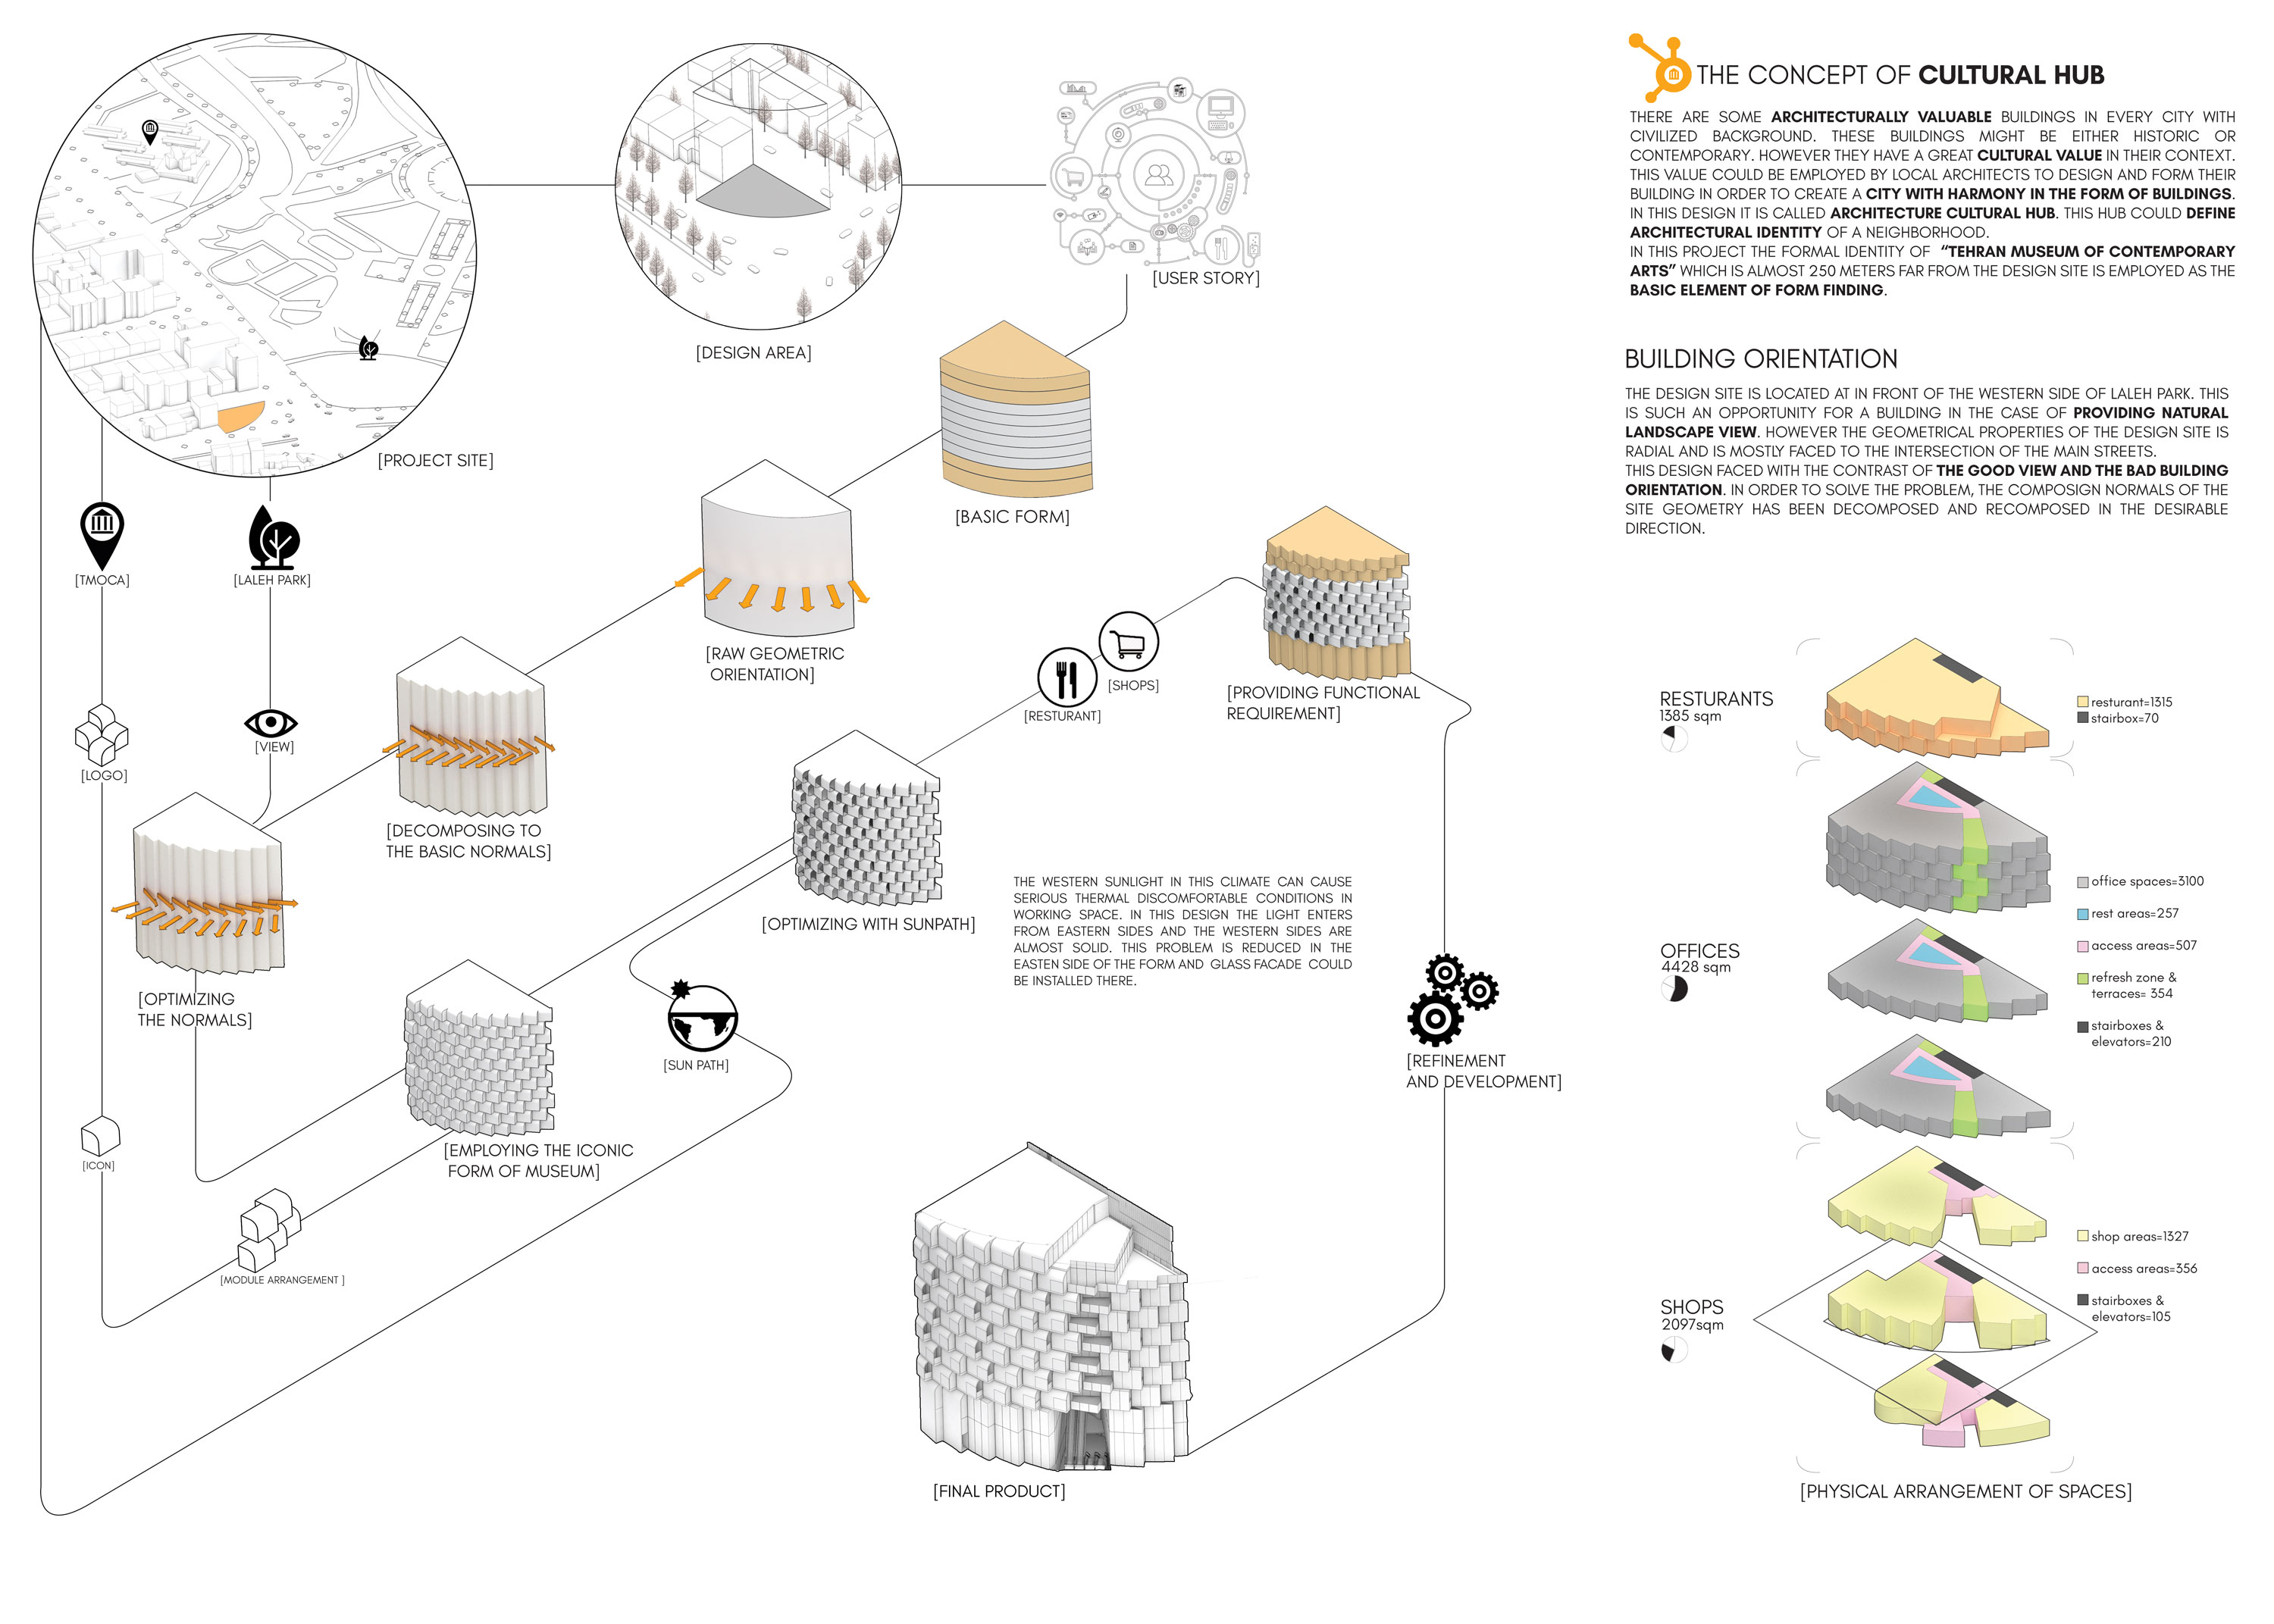 THE CONCEPT OF CULTURAL HUB
THERE ARE SOME ARCHITECTURALLY VALUABLE BUILDINGS IN EVERY CITY WITH
CIVILIZED BACKGROUND. THESE BUILDINGS MIGHT BE EITHER HISTORIC OR
CONTEMPORARY. HOWEVER THEY HAVE A GREAT CULTURAL VALUE IN THEIR CONTEXT.
THIS VALUE COULD BE EMPLOYED BY LOCAL ARCHITECTS TO DESIGN AND FORM THEIR
BUILDING IN ORDER TO CREATE A CITY WITH HARMONY IN THE FORM OF BUILDINGS.
IN THIS DESIGN IT IS CALLED ARCHITECTURE CULTURAL HUB. THIS HUB COULD DEFINE
ARCHITECTURAL IDENTITY OF A NEIGHBORHOOD.
IN THIS PROJECT THE FORMAL IDENTITY OF "TEHRAN MUSEUM OF CONTEMPORARY
ARTS" WHICH IS ALMOST 250 METERS FAR FROM THE DESIGN SITE IS EMPLOYED AS THE
BASIC ELEMENT OF FORM FINDING.
BUILDING ORIENTATION
THE DESIGN SITE IS LOCATED AT IN FRONT OF THE WESTERN SIDE OF LALEH PARK. THIS
IS SUCH AN OPPORTUNITY FOR A BUILDING IN THE CASE OF PROVIDING NATURAL
LANDSCAPE VIEW. HOWEVER THE GEOMETRICAL PROPERTIES OF THE DESIGN SITE IS
RADIAL AND IS MOSTLY FACED TO THE INTERSECTION OF THE MAIN STREETS.
THIS DESIGN FACED WITH THE CONTRAST OF THE GOOD VIEW AND THE BAD BUILDING
ORIENTATION. IN ORDER TO SOLVE THE PROBLEM, THE COMPOSIGN NORMALS OF THE
SITE GEOMETRY HAS BEEN DECOMPOSED AND RECOMPOSED IN THE DESIRABLE
DIRECTION.
[PROJECT SITE]
[DESIGN AREA]
[USER STORY]
[BASIC FORM]
[RAW GEOMETRIC
ORIENTATION]
[DECOMPOSING TO
THE BASIC NORMALS]
[OPTIMIZING
THE NORMALS]
[TMOCA]
[LALEH PARK]
[LOGO]
[VIEW]
[ICON]
[MODULE ARRANGEMENT ]
[EMPLOYING THE ICONIC
FORM OF MUSEUM]
[SUN PATH]
[OPTIMIZING WITH SUNPATH]
THE WESTERN SUNLIGHT IN THIS CLIMATE CAN CAUSE
SERIOUS THERMAL DISCOMFORTABLE CONDITIONS IN
WORKING SPACE. IN THIS DESIGN THE LIGHT ENTERS
FROM EASTERN SIDES AND THE WESTERN SIDES ARE
ALMOST SOLID. THIS PROBLEM IS REDUCED IN THE
EASTEN SIDE OF THE FORM AND GLASS FACADE COULD
BE INSTALLED THERE.
[RESTURANT]
[SHOPS]
[PROVIDING FUNCTIONAL
REQUIREMENT]
[REFINEMENT
AND DEVELOPMENT]
[FINAL PRODUCT]
RESTURANTS
1385 sqm
resturant=1315
stairbox=70
OFFICES
4428 sqm
office spaces=3100
rest areas=257
access areas=507
refresh zone &
terraces= 354
stairboxes &
elevators=210
SHOPS
2097sqm
shop areas=1327
access areas=356
stairboxes &
elevators=105
[PHYSICAL ARRANGEMENT OF SPACES]